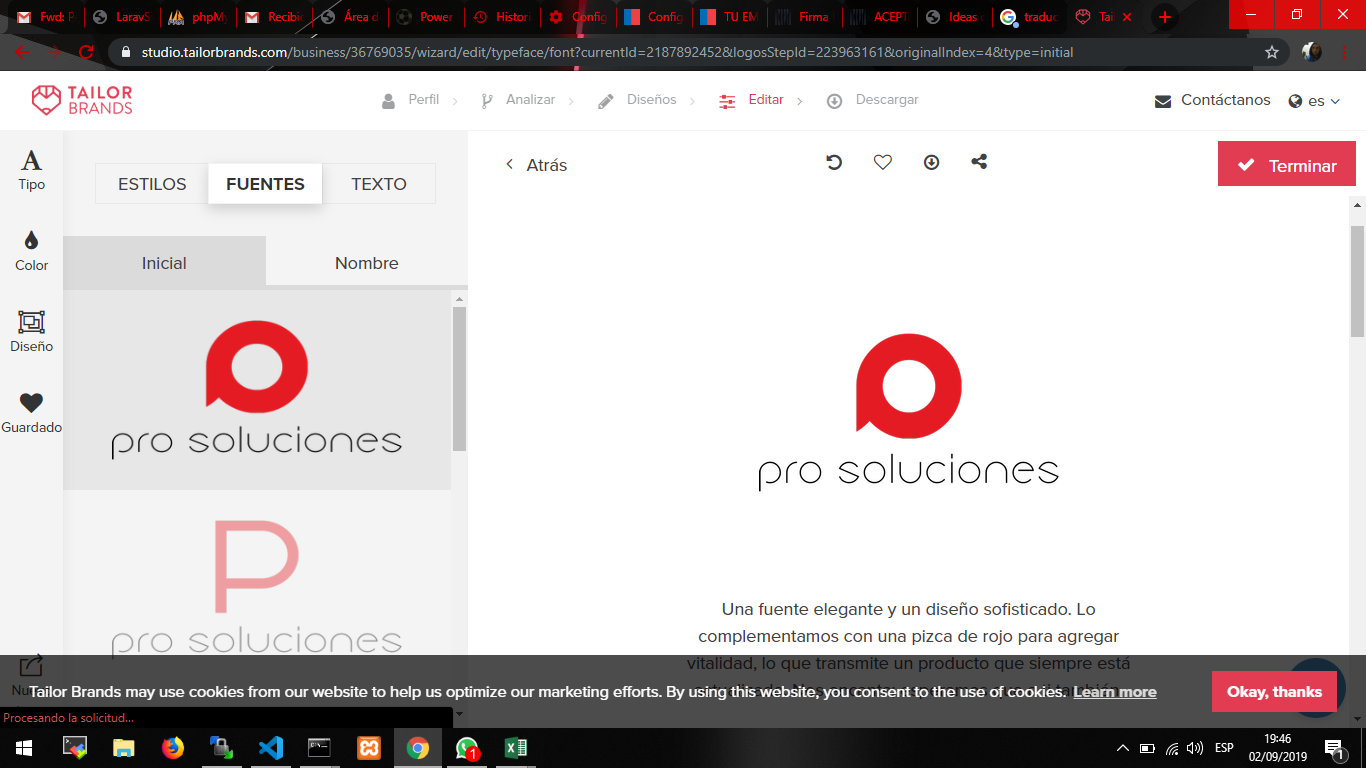 Fwd: P
LaravS
phpMy
Recibi
Área d
Power
Histori
Config
Config
TU EM
Firma
ACEPT
Ideas
traduc
Tai
studio.tailorbrands.com/business/36769035/wizard/edit/typeface/font?currentId=2187892452&logosStepId=223963161&originalIndex=4&type=initial
TAILOR
BRANDS
Perfil
Analizar
Diseños
Editar
Descargar
Contáctanos
es
Tipo
Color
Diseño
Guardado
ESTILOS
FUENTES
TEXTO
Inicial
Nombre
pro soluciones
P
pro soluciones
Atrás
Terminar
pro soluciones
Una fuente elegante y un diseño sofisticado. Lo
complementamos con una pizca de rojo para agregar
vitalidad, lo que transmite un producto que siempre está
Tailor Brands may use cookies from our website to help us optimize our marketing efforts. By using this website, you consent to the use of cookies. Learn more
Okay, thanks
Procesando la solicitud...
1
ESP
19:46
02/09/2019
1